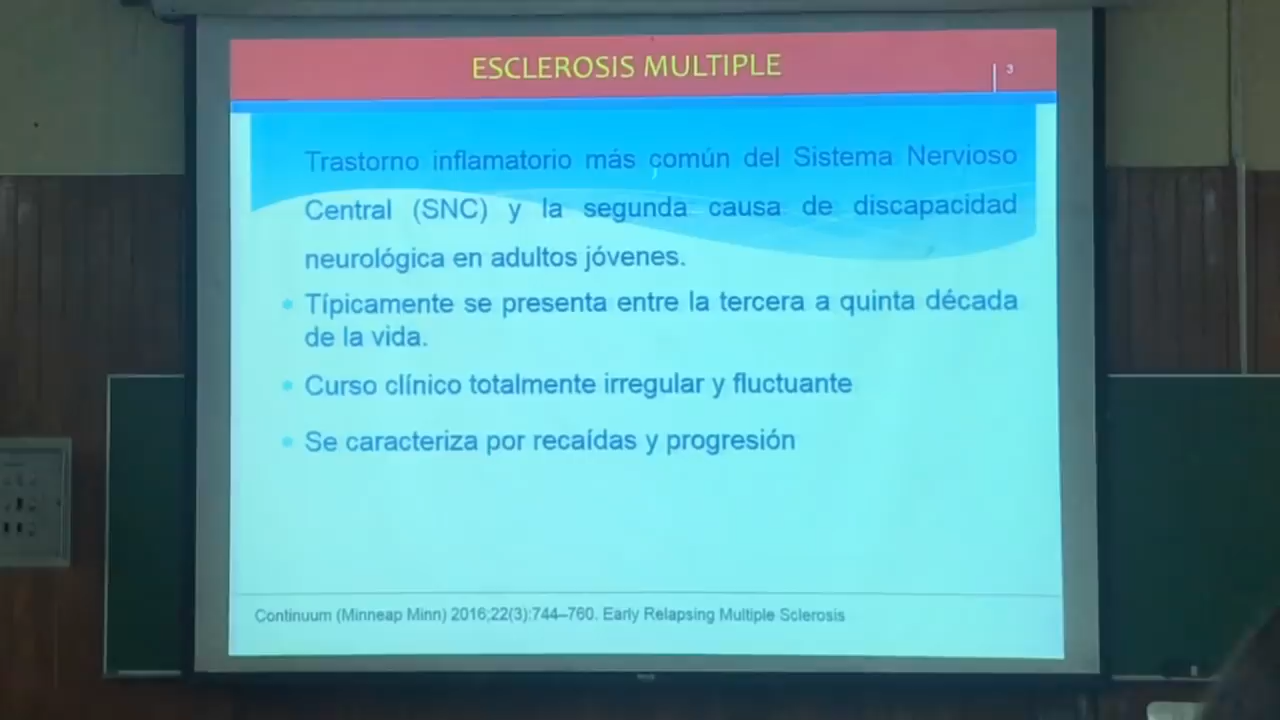 ESCLEROSIS MULTIPLE
3
Trastorno inflamatorio más común del Sistema Nervioso
Central (SNC) y la segunda causa de discapacidad
neurológica en adultos jóvenes.
Típicamente se presenta entre la tercera a quinta década
de la vida.
Curso clínico totalmente irregular y fluctuante
Se caracteriza por recaídas y progresión
Continuum (Minneap Minn) 2016;22(3):744–760. Early Relapsing Multiple Sclerosis